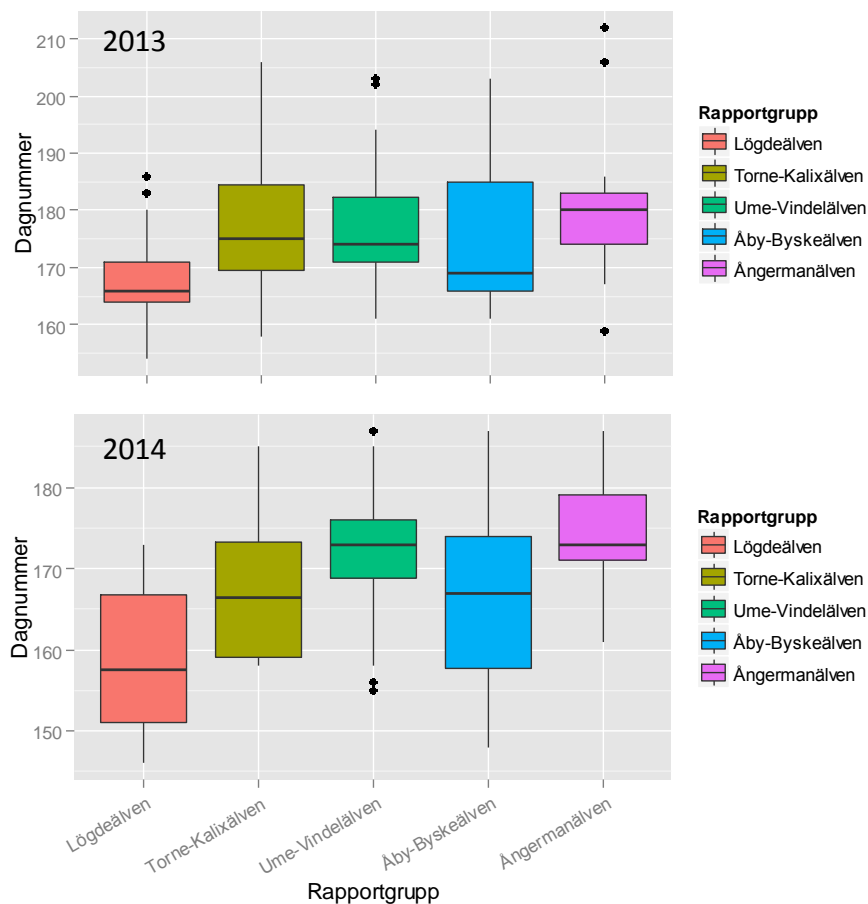 2013
210
200
190
180
170
160
Dagnummer
Rapportgrupp
Lögdeälven
Torne-Kalixälven
Ume-Vindelälven
Åby-Byskeälven
Ångermanälven
2014
180
170
160
150
Dagnummer
Rapportgrupp
Lögdeälven
Torne-Kalixälven
Ume-Vindelälven
Åby-Byskeälven
Ångermanälven
Lögdeälven
Torne-Kalixälven
Ume-Vindelälven
Åby-Byskeälven
Ångermanälven
Rapportgrupp